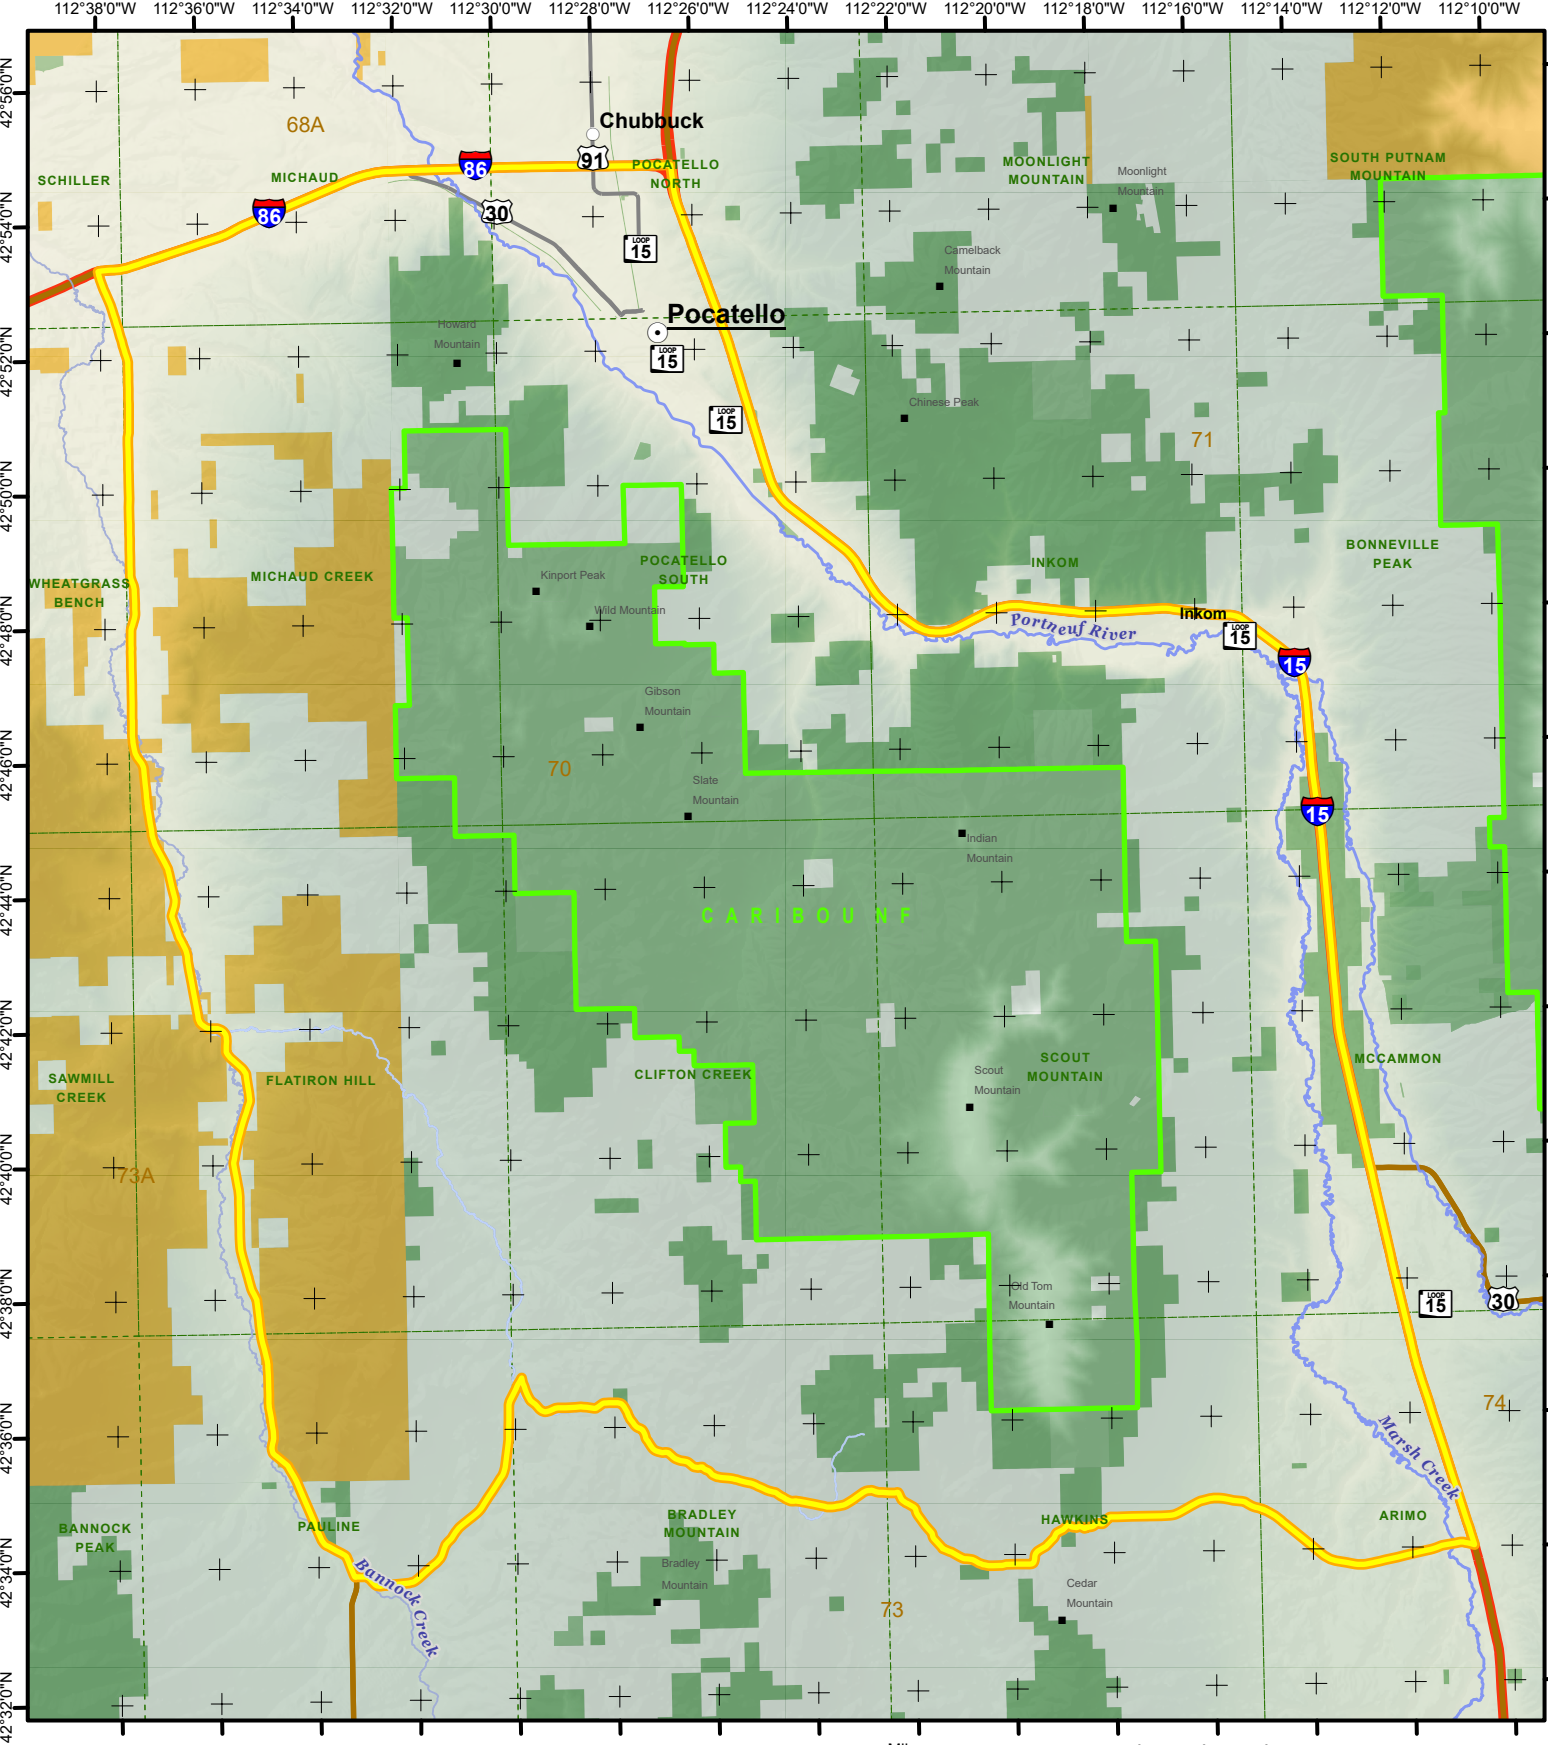 112°38'0"W 112°36'0"W 112°34'0"W 112°32'0"W 112°30'0"W 112°28'0"W 112°26'0"W 112°24'0"W 112°22'0"W 112°20'0"W 112°18'0"W 112°16'0"W 112°14'0"W 112°12'0"W 112°10'0"W
42°56'0"N
42°54'0"N
42°52'0"N
42°50'0"N
42°48'0"N
42°46'0"N
42°44'0"N
42°42'0"N
42°40'0"N
42°38'0"N
42°36'0"N
42°34'0"N
42°32'0"N
68A
Chubbuck
91
86
POCATELLO
NORTH
SCHILLER
MICHAUD
86
30
LOOP
15
MOONLIGHT
MOUNTAIN
Moonlight
Mountain
SOUTH PUTNAM
MOUNTAIN
Camelback
Mountain
Howard
Mountain
Pocatello
LOOP
15
LOOP
15
Chinese Peak
71
WHEATGRASS
BENCH
MICHAUD CREEK
Kinport Peak
Wild Mountain
POCATELLO
SOUTH
INKOM
BONNEVILLE
PEAK
Inkom
Portneuf River
LOOP
15
15
Gibson
Mountain
70
Slate
Mountain
15
Indian
Mountain
CARIBOU NF
SAWMILL
CREEK
FLATIRON HILL
CLIFTON CREEK
SCOUT
MOUNTAIN
Scout
Mountain
MCCAMMON
73A
Old Tom
Mountain
LOOP
15
30
74
Marsh Creek
BANNOCK
PEAK
PAULINE
Bannock Creek
BRADLEY
MOUNTAIN
Bradley
Mountain
HAWKINS
ARIMO
Cedar
Mountain
73